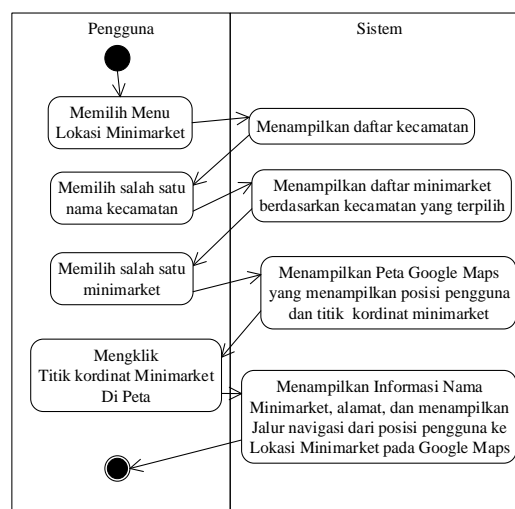 Pengguna
Sistem
Memilih Menu
Lokasi Minimarket
Menampilkan daftar kecamatan
Memilih salah satu
nama kecamatan
Menampilkan daftar minimarket
berdasarkan kecamatan yang terpilih
Memilih salah satu
minimarket
Menampilkan Peta Google Maps
yang menampilkan posisi pengguna
dan titik kordinat minimarket
Mengklik
Titik kordinat Minimarket
Di Peta
Menampilkan Informasi Nama
Minimarket, alamat, dan menampilkan
Jalur navigasi dari posisi pengguna ke
Lokasi Minimarket pada Google Maps